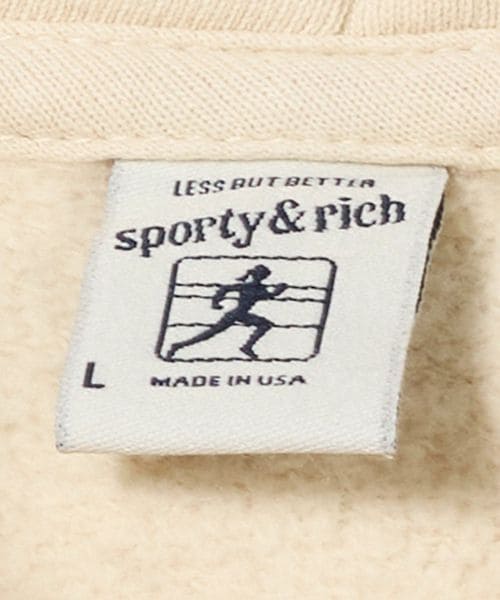 LESS BUT BETTER
sporty & rich
L
MADE IN USA